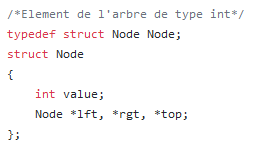 /*Element de l'arbre de type int*/
typedef struct Node Node;
struct Node
{
    int value;
    Node *lft, *rgt, *top;
};